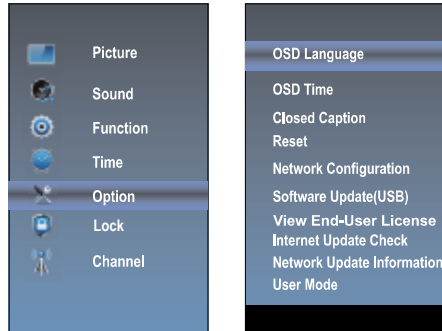 Picture
Sound
Function
Time
Option
Lock
Channel
OSD Language
OSD Time
Closed Caption
Reset
Network Configuration
Software Update(USB)
View End-User License
Internet Update Check
Network Update Information
User Mode